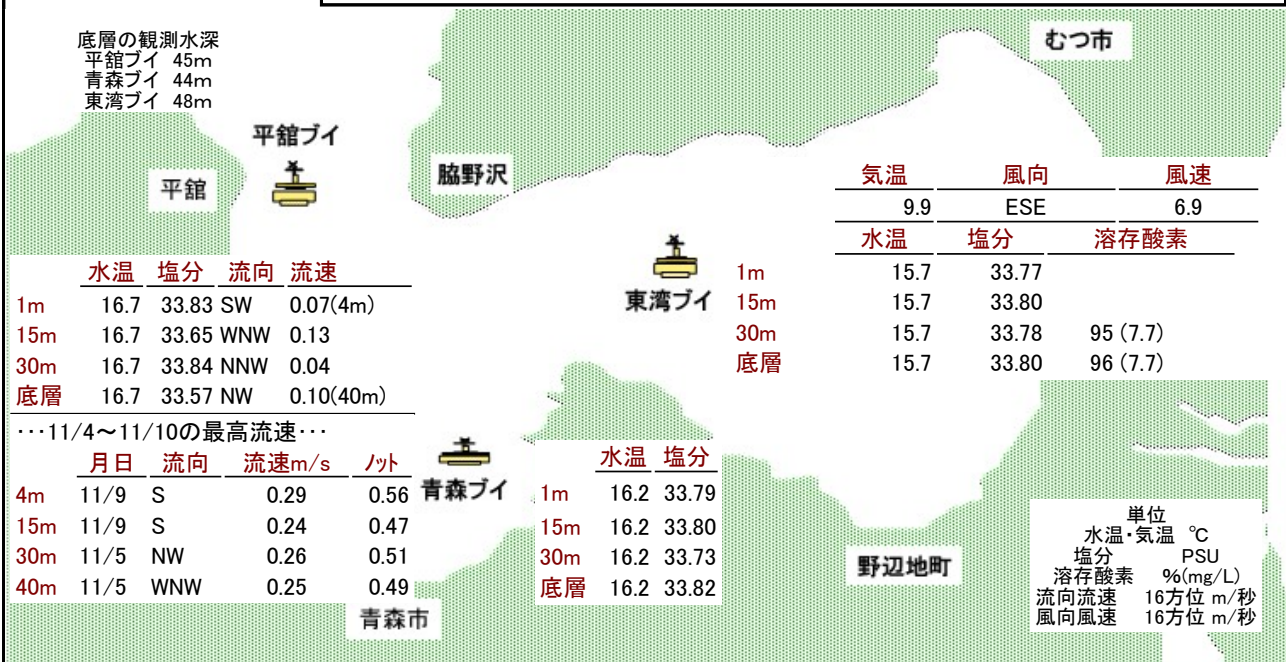 底層の観測水深
平舘ブイ 45m
青森ブイ 44m
東湾ブイ 48m
むつ市
平舘ブイ
平舘
脇野沢
気温 風向 風速
9.9 ESE 6.9
水温 塩分 溶存酸素
1m 15.7 33.77
15m 15.7 33.80
30m 15.7 33.78 95 (7.7)
底層 15.7 33.80 96 (7.7)
東湾ブイ
水温 塩分 流向 流速
1m 16.7 33.83 SW 0.07(4m)
15m 16.7 33.65 WNW 0.13
30m 16.7 33.84 NNW 0.04
底層 16.7 33.57 NW 0.10(40m)
･･･11/4～11/10の最高流速･･･
月日 流向 流速m/s ノット
4m 11/9 S 0.29 0.56
15m 11/9 S 0.24 0.47
30m 11/5 NW 0.26 0.51
40m 11/5 WNW 0.25 0.49
青森ブイ
水温 塩分
1m 16.2 33.79
15m 16.2 33.80
30m 16.2 33.73
底層 16.2 33.82
青森市
野辺地町
単位
水温・気温 ℃
塩分 PSU
溶存酸素 %(mg/L)
流向流速 16方位 m/秒
風向風速 16方位 m/秒